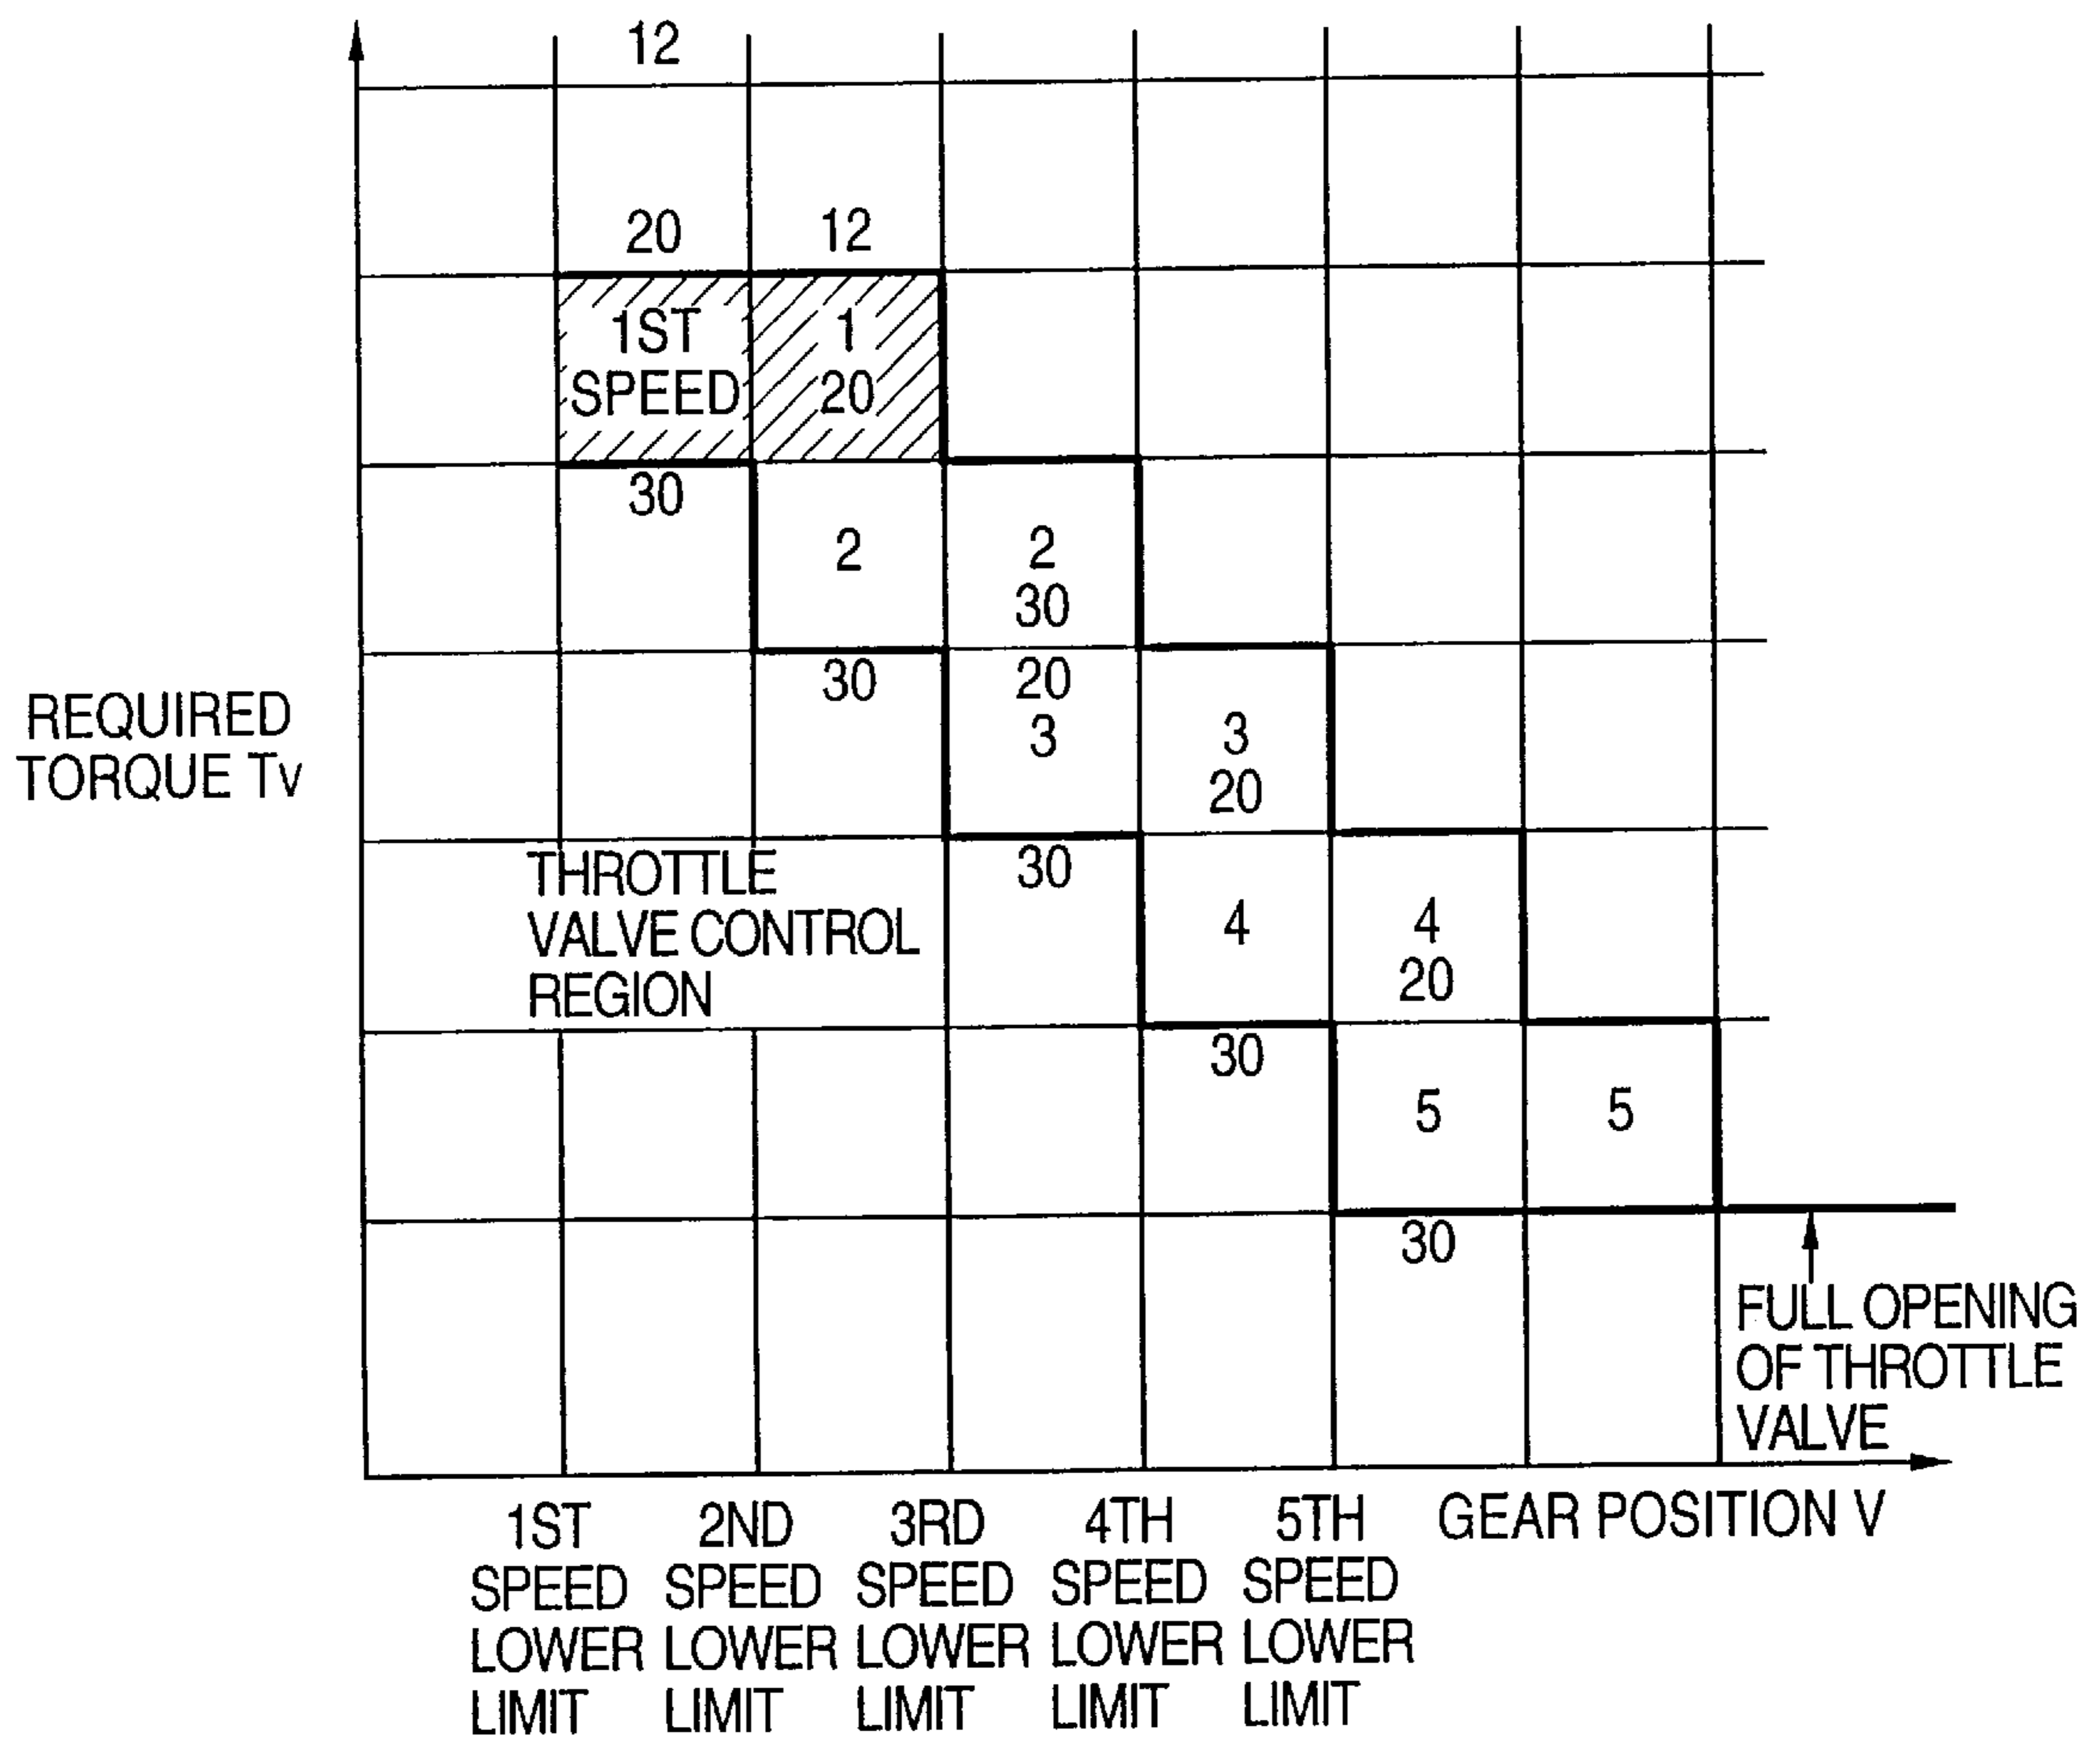 12
20
12
1ST
SPEED
1
20
30
2
2
30
30
20
3
3
20
REQUIRED
TORQUE Tv
30
THROTTLE
VALVE CONTROL
REGION
4
4
20
30
5
5
30
FULL OPENING
OF THROTTLE
VALVE
1ST
SPEED
LOWER
LIMIT
2ND
SPEED
LOWER
LIMIT
3RD
SPEED
LOWER
LIMIT
4TH
SPEED
LOWER
LIMIT
5TH
SPEED
LOWER
LIMIT
GEAR POSITION V